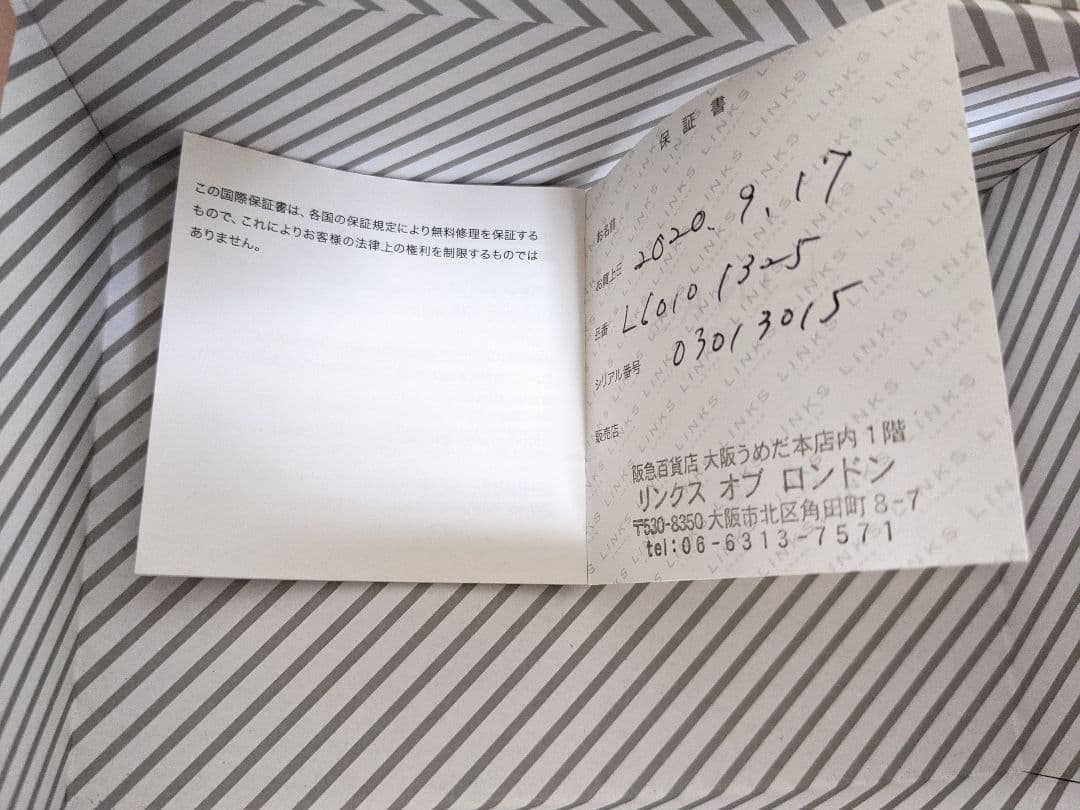 この国際保証書は、各国の保証規定により無料修理を保証する
もので、これによりお客様の法律上の権利を制限するものでは
ありません。
保証書
お名前
お買上日 2020.9.17
品番 L6010 1325
シリアル番号 03013015
販売店
阪急百貨店 大阪うめだ本店内1階
リンクス オブ ロンドン
〒530-8350 大阪市北区角田町8-7
tel:06-6313-7571
LINKS